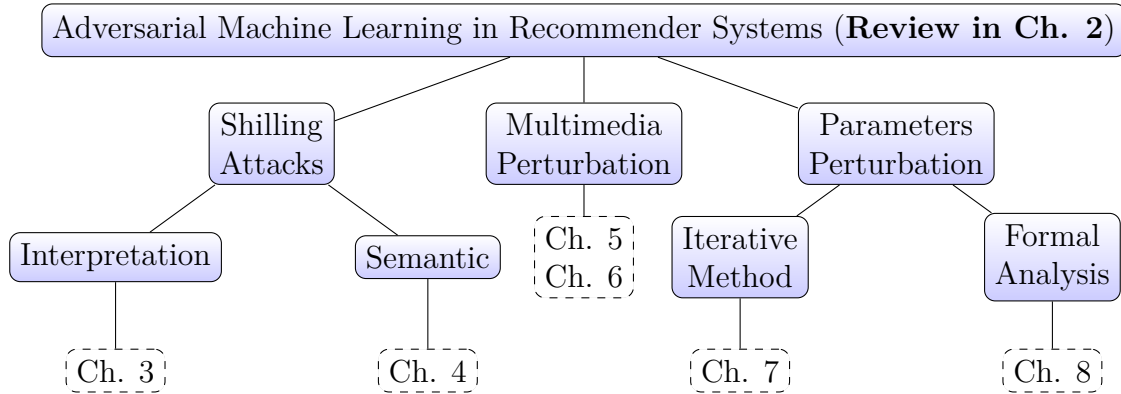 Adversarial Machine Learning in Recommender Systems (Review in Ch. 2)
Shilling
Attacks
Multimedia
Perturbation
Parameters
Perturbation
Interpretation
Semantic
Ch. 5
Ch. 6
Iterative
Method
Formal
Analysis
Ch. 3
Ch. 4
Ch. 7
Ch. 8